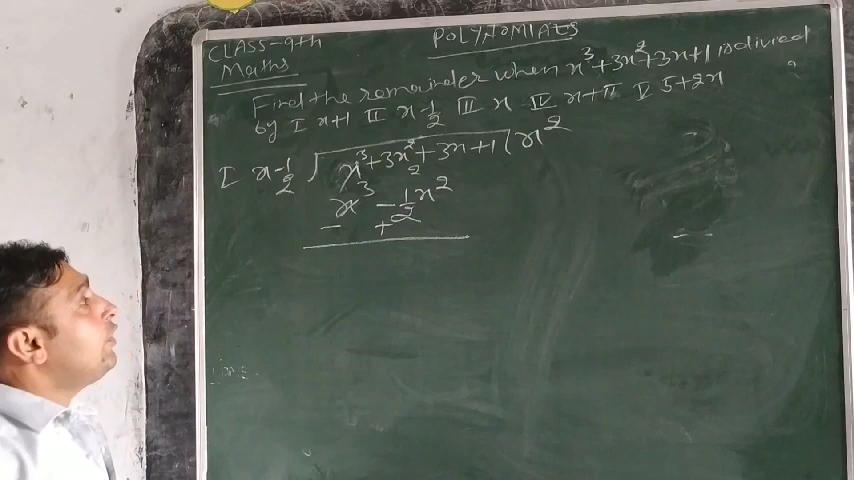 CLASS-9th
Maths
POLYNOMIALS
Find the remainder when x³+3x²+3x+1 is divied
by I x+1 II x-1/2 III x IV x+π V 5+2x ?
I x-1/2 ) x³+3x²+3x+1 ( x²
x³ - 1/2x²
- +